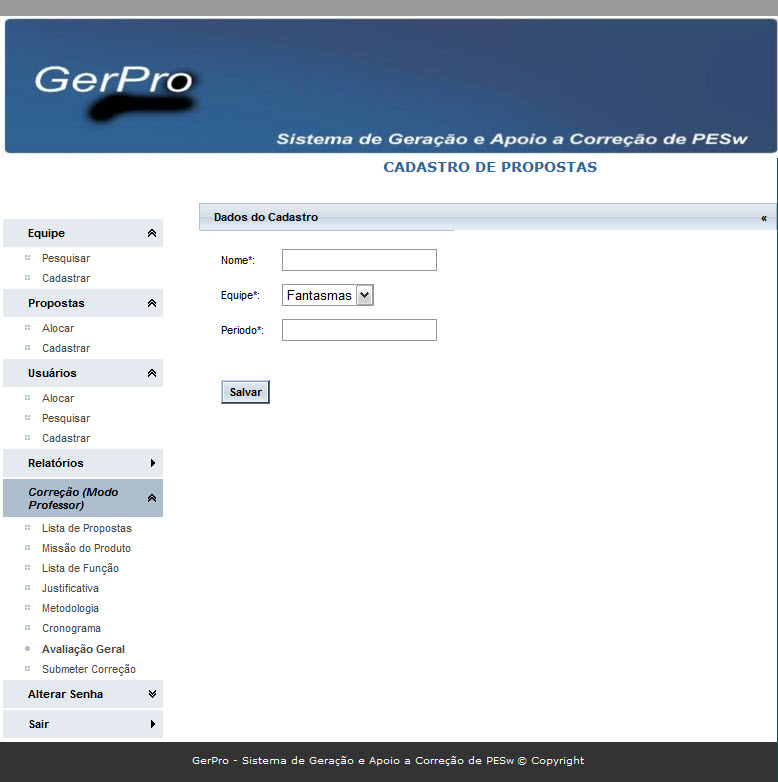 GerPro
Sistema de Geração e Apoio a Correção de PESw
CADASTRO DE PROPOSTAS
Equipe
Pesquisar
Cadastrar
Propostas
Alocar
Cadastrar
Usuários
Alocar
Pesquisar
Cadastrar
Relatórios
Correção (Modo
Professor)
Lista de Propostas
Missão do Produto
Lista de Função
Justificativa
Metodologia
Cronograma
Avaliação Geral
Submeter Correção
Alterar Senha
Sair
Dados do Cadastro «
Nome*:
Equipe*: Fantasmas
Periodo*:
Salvar
GerPro - Sistema de Geração e Apoio a Correção de PESw © Copyright